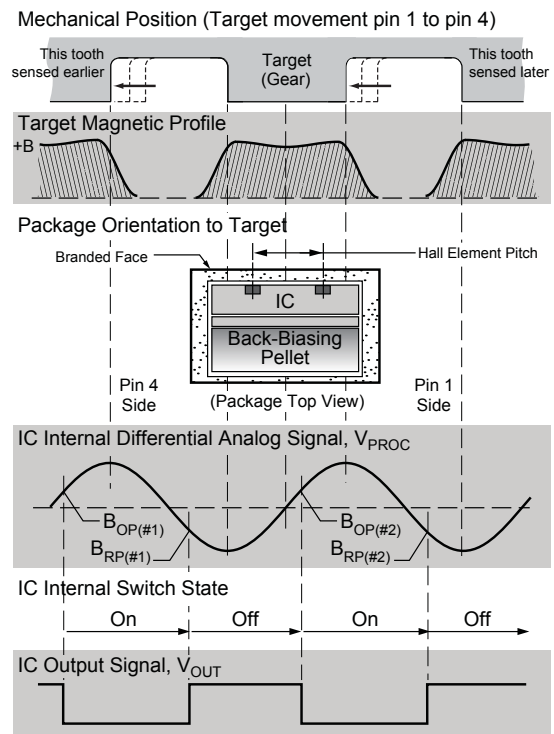 Mechanical Position (Target movement pin 1 to pin 4)
This tooth
sensed earlier
Target
(Gear)
This tooth
sensed later
Target Magnetic Profile
+B
Package Orientation to Target
Branded Face
Hall Element Pitch
IC
Back-Biasing
Pellet
Pin 4
Side
(Package Top View)
Pin 1
Side
IC Internal Differential Analog Signal, VPROC
BOP(#1)
BRP(#1)
BOP(#2)
BRP(#2)
IC Internal Switch State
On
Off
On
Off
IC Output Signal, VOUT